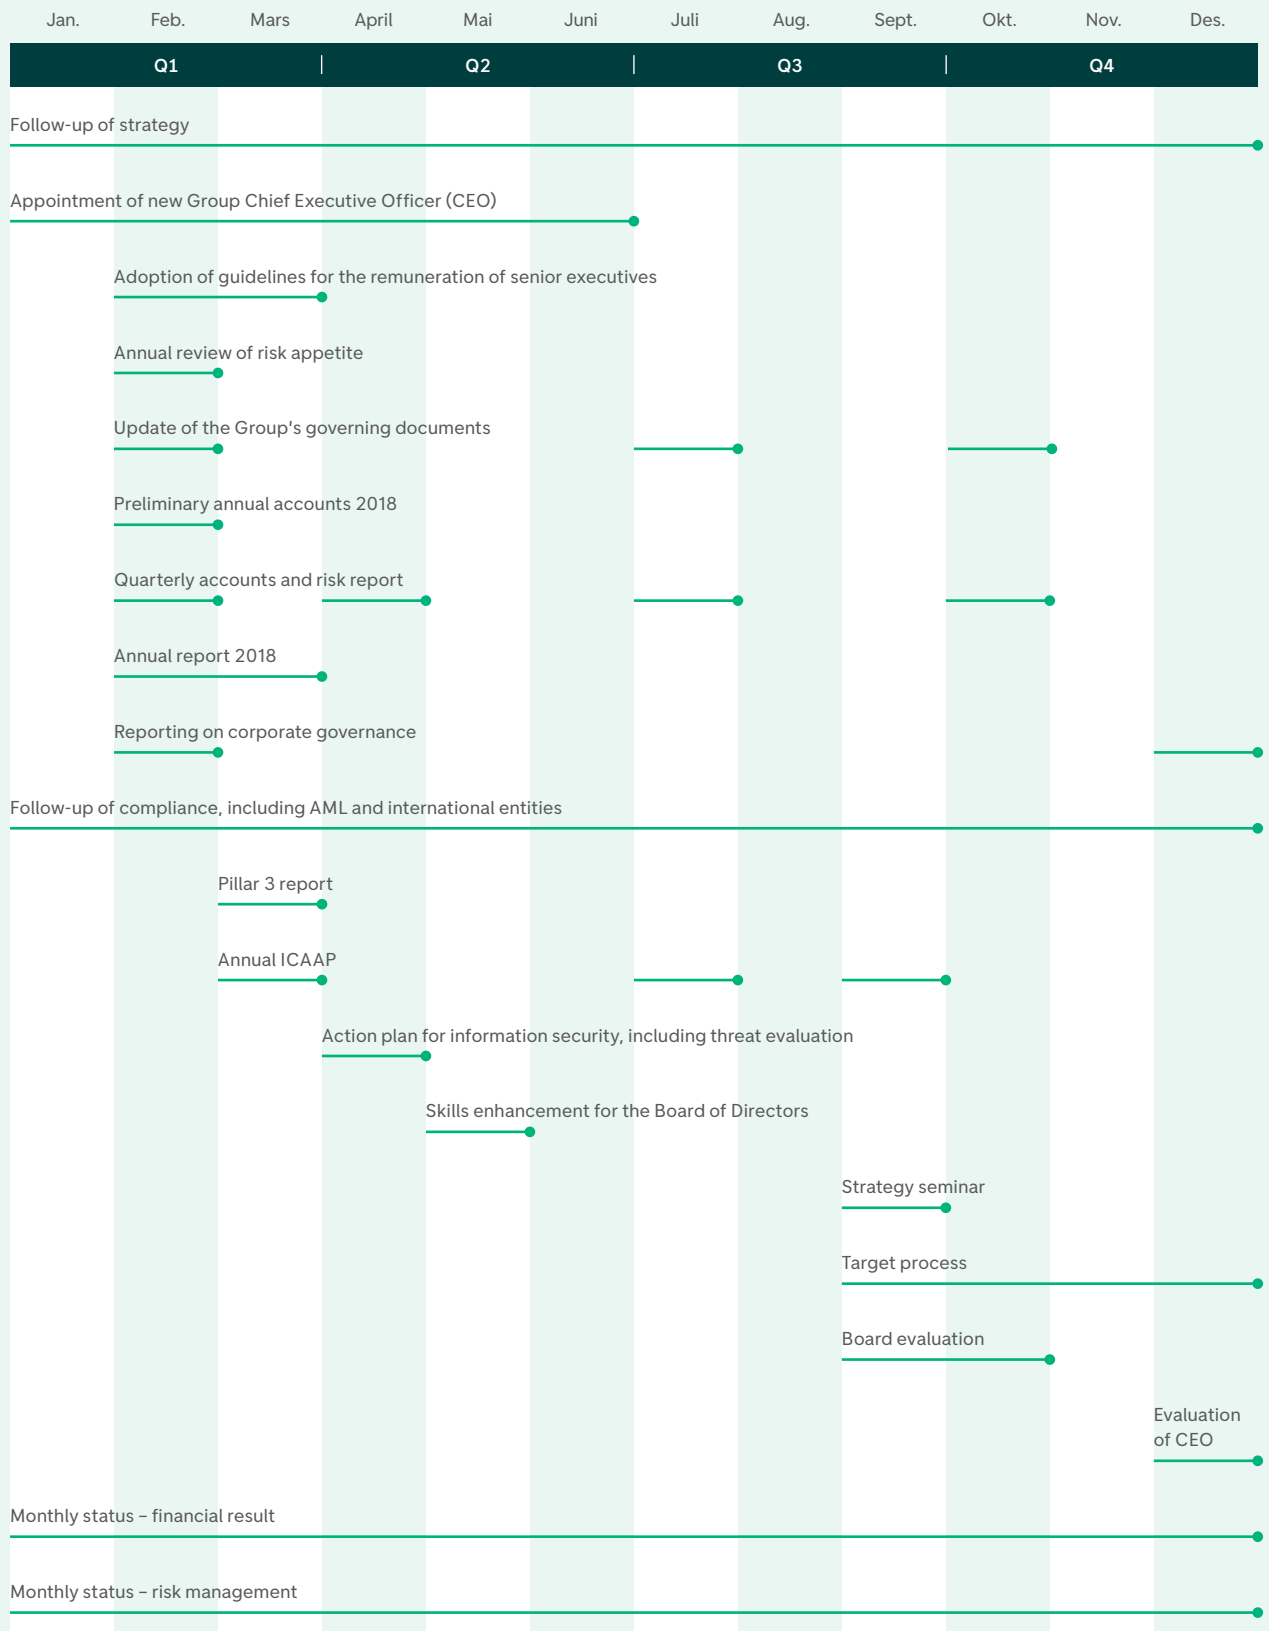 Jan. Feb. Mars April Mai Juni Juli Aug. Sept. Okt. Nov. Des.
Q1 Q2 Q3 Q4
Follow-up of strategy
Appointment of new Group Chief Executive Officer (CEO)
Adoption of guidelines for the remuneration of senior executives
Annual review of risk appetite
Update of the Group's governing documents
Preliminary annual accounts 2018
Quarterly accounts and risk report
Annual report 2018
Reporting on corporate governance
Follow-up of compliance, including AML and international entities
Pillar 3 report
Annual ICAAP
Action plan for information security, including threat evaluation
Skills enhancement for the Board of Directors
Strategy seminar
Target process
Board evaluation
Evaluation
of CEO
Monthly status – financial result
Monthly status – risk management